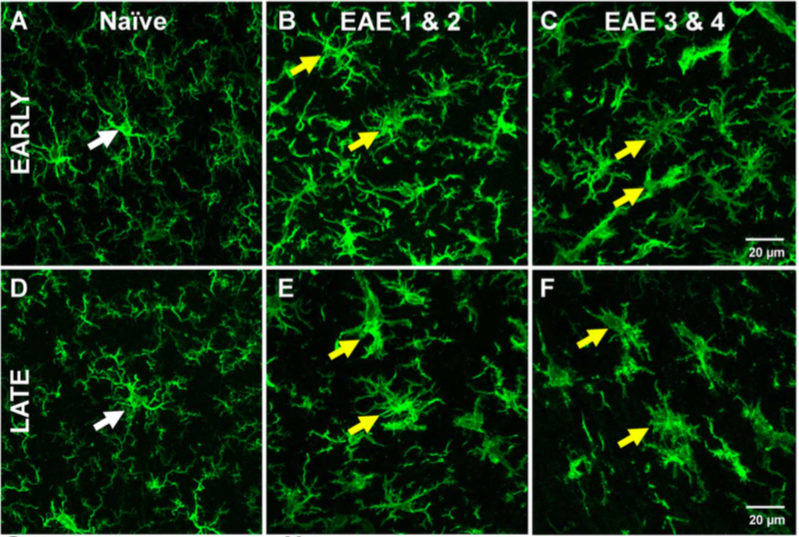 A Naïve B EAE 1 & 2 C EAE 3 & 4
EARLY
20 µm
D E F
LATE
20 µm